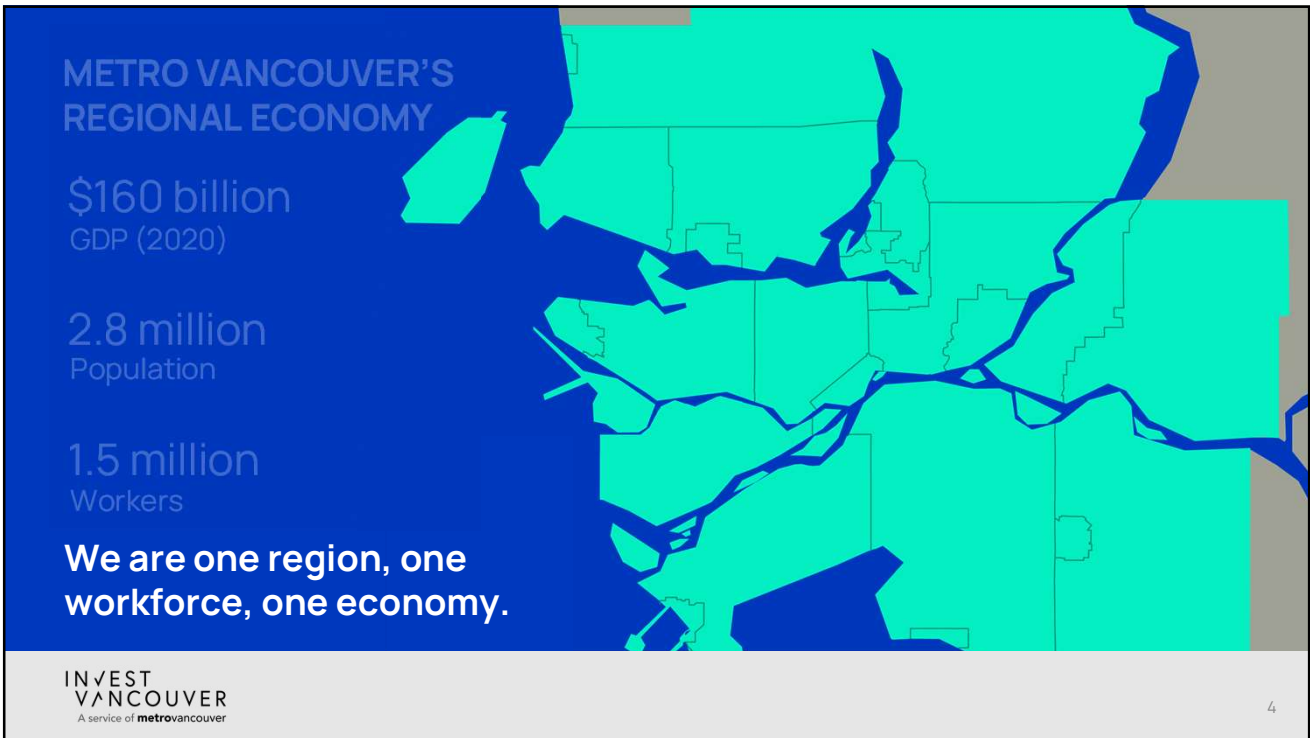 METRO VANCOUVER'S
REGIONAL ECONOMY
$160 billion
GDP (2020)
2.8 million
Population
1.5 million
Workers
We are one region, one
workforce, one economy.
INVEST
VANCOUVER
A service of metrovancouver
4